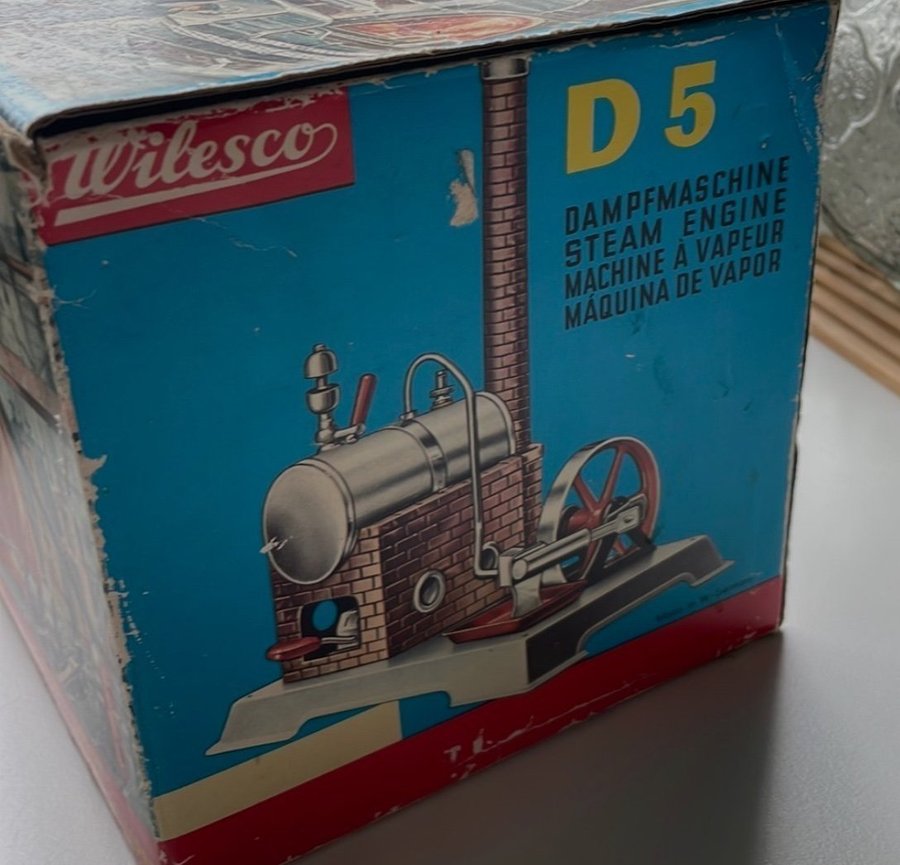 Wilesco
D 5
DAMPFMASCHINE
STEAM ENGINE
MACHINE À VAPEUR
MÁQUINA DE VAPOR